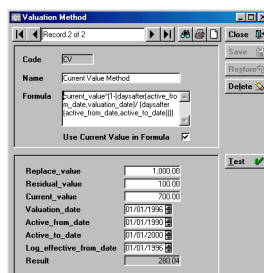 Valuation Method
Record 2 of 2
Close
Save
Restore
Delete
Code CV
Name Current Value Method
Formula current_value*(1-(daysafter(active_fro
m_date,valuation_date)/ (daysafter
(active_from_date,active_to_date))))
Use Current Value in Formula
Test
Replace_value 1,000.00
Residual_value 100.00
Current_value 700.00
Valuation_date 01/01/1996
Active_from_date 01/01/1990
Active_to_date 01/01/2000
Log_effective_from_date 01/01/1996
Result 280.04